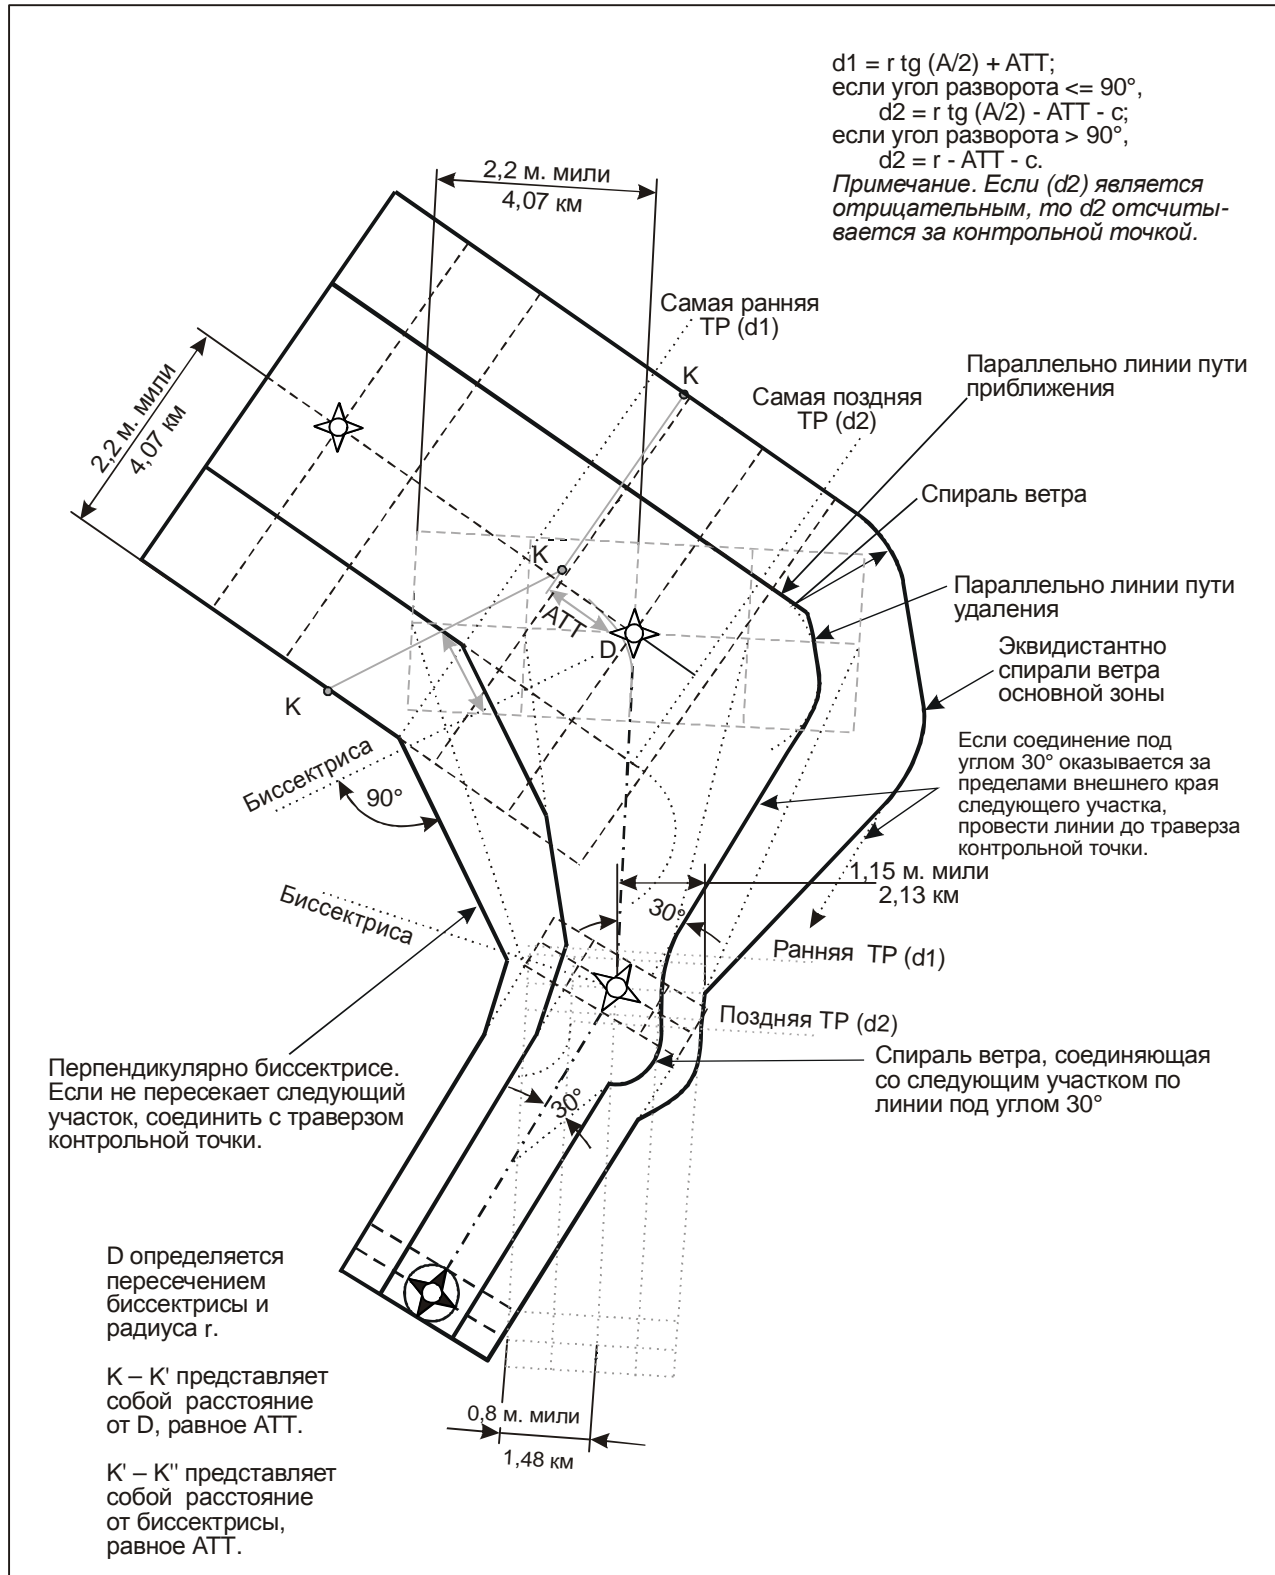 d1 = r tg (A/2) + ATT;
если угол разворота <= 90°,
d2 = r tg (A/2) - ATT - c;
если угол разворота > 90°,
d2 = r - ATT - c.
Примечание. Если (d2) является
отрицательным, то d2 отсчиты-
вается за контрольной точкой.
2,2 м. мили
4,07 км
Самая ранняя
ТР (d1)
Параллельно линии пути
приближения
K
Самая поздняя
ТР (d2)
2,2 м. мили
4,07 км
Спираль ветра
K
Параллельно линии пути
удаления
ATT
D
Эквидистантно
спирали ветра
основной зоны
K
Если соединение под
углом 30° оказывается за
пределами внешнего края
следующего участка,
провести линии до траверза
контрольной точки.
Биссектриса
90°
1,15 м. мили
2,13 км
Биссектриса
30°
Ранняя ТР (d1)
Поздняя ТР (d2)
Перпендикулярно биссектрисе.
Если не пересекает следующий
участок, соединить с траверзом
контрольной точки.
Спираль ветра, соединяющая
со следующим участком по
линии под углом 30°
30°
D определяется
пересечением
биссектрисы и
радиуса r.
K – K' представляет
собой расстояние
от D, равное ATT.
0,8 м. мили
1,48 км
K' – K'' представляет
собой расстояние
от биссектрисы,
равное ATT.